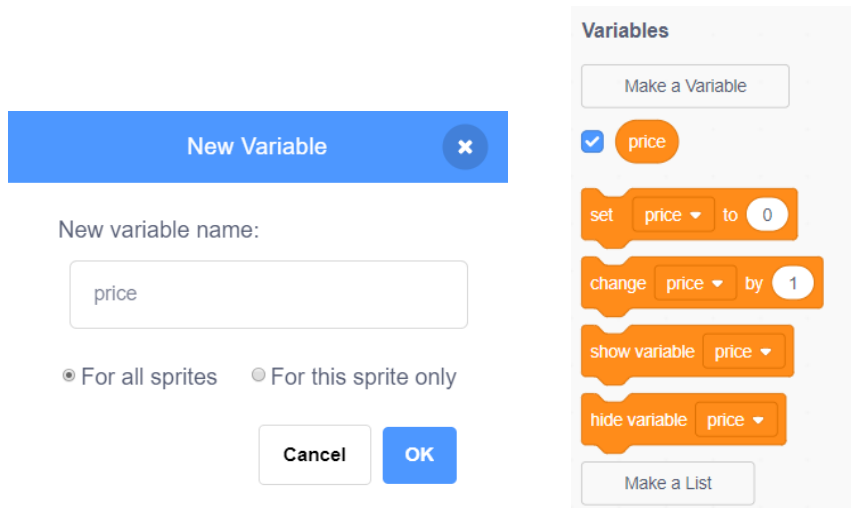 New Variable
New variable name:
price
For all sprites For this sprite only
Cancel OK
Variables
Make a Variable
price
set price to 0
change price by 1
show variable price
hide variable price
Make a List